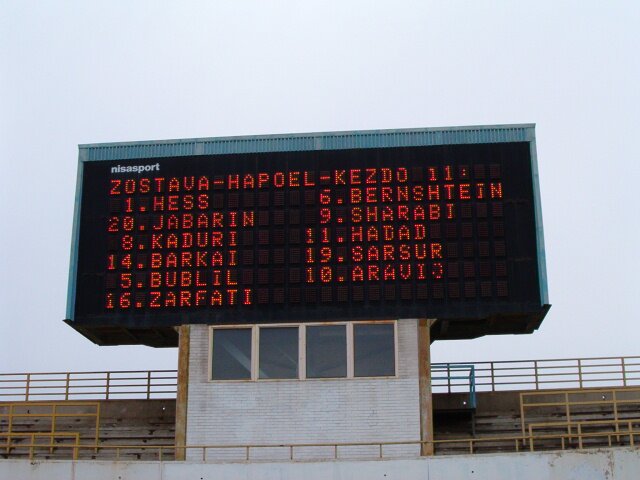 nisasport
ZOSTAVA-HAPOEL-KEZDO 11:
1.HESS
20.JABARIN
8.KADURI
14.BARKAI
5.BUBLIL
16.ZARFATI
6.BERNSHTEIN
9.SHARABI
11.HADAD
19.SARSUR
10.ARAVIJ